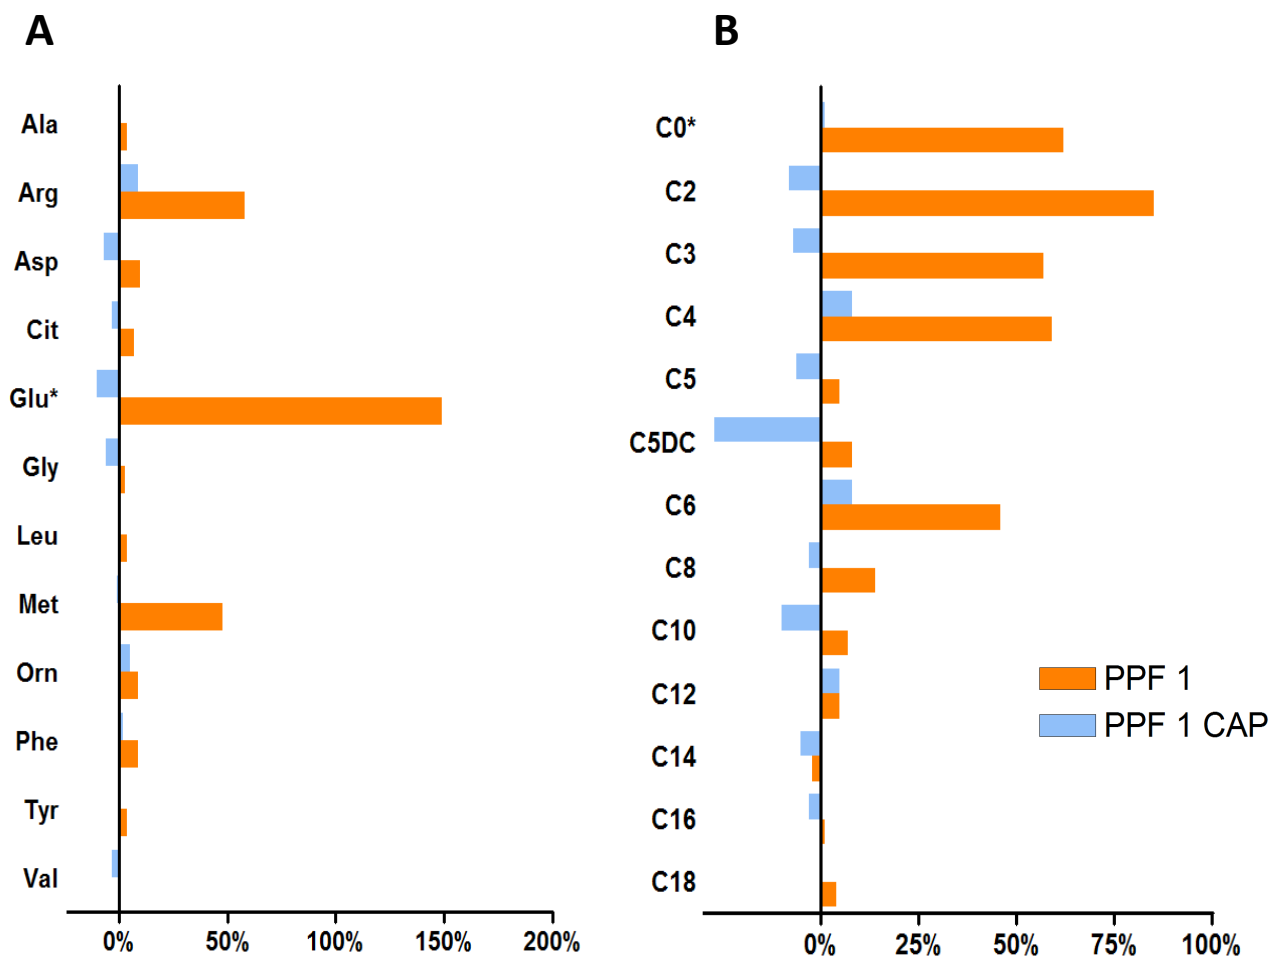 A
Ala
Arg
Asp
Cit
Glu*
Gly
Leu
Met
Orn
Phe
Tyr
Val
0% 50% 100% 150% 200%
B
C0*
C2
C3
C4
C5
C5DC
C6
C8
C10
C12
C14
C16
C18
0% 25% 50% 75% 100%
PPF 1
PPF 1 CAP